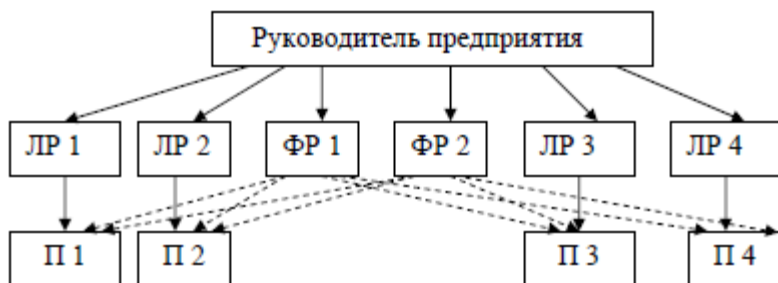 Руководитель предприятия
ЛР 1 ЛР 2 ФР 1 ФР 2 ЛР 3 ЛР 4
П 1 П 2 П 3 П 4